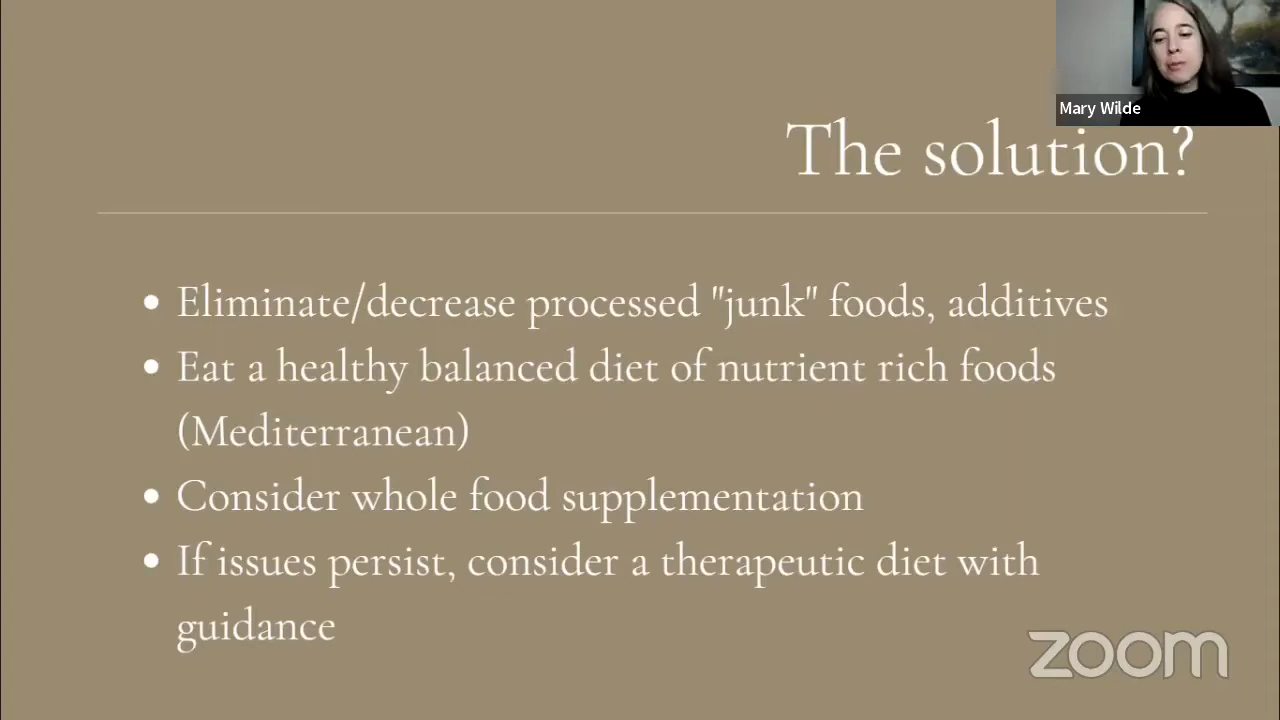 Mary Wilde
The solution?
• Eliminate/decrease processed "junk" foods, additives
• Eat a healthy balanced diet of nutrient rich foods
(Mediterranean)
• Consider whole food supplementation
• If issues persist, consider a therapeutic diet with
guidance
zoom